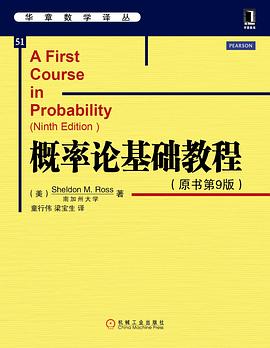 华章数学译丛
51
PEARSON
A First
Course
in
Probability
(Ninth Edition)
概率论基础教程
(原书第9版)
(美) Sheldon M. Ross 著
南加州大学
童行伟 梁宝生 译
机械工业出版社
China Machine Press